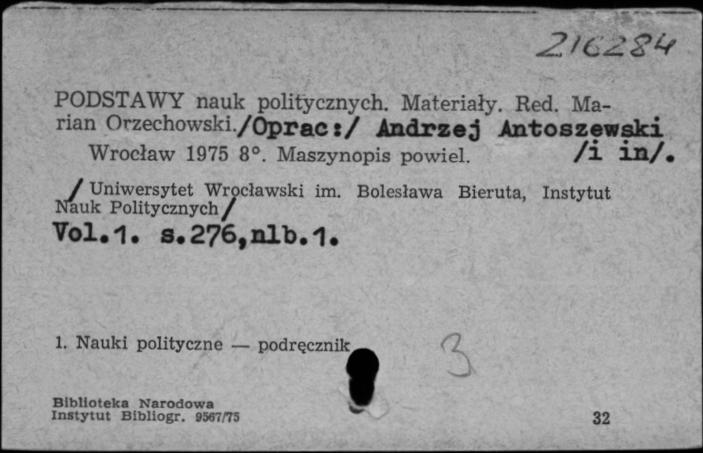 216284
PODSTAWY nauk politycznych. Materiały. Red. Ma-
rian Orzechowski./Oprac:/ Andrzej Antoszewski
Wrocław 1975 8°. Maszynopis powiel. /i in/.
/Uniwersytet Wrocławski im. Bolesława Bieruta, Instytut
Nauk Politycznych/
Vol.1. s.276,nlb.1.
1. Nauki polityczne — podręcznik
3
Biblioteka Narodowa
Instytut Bibliogr. 9567/75
32